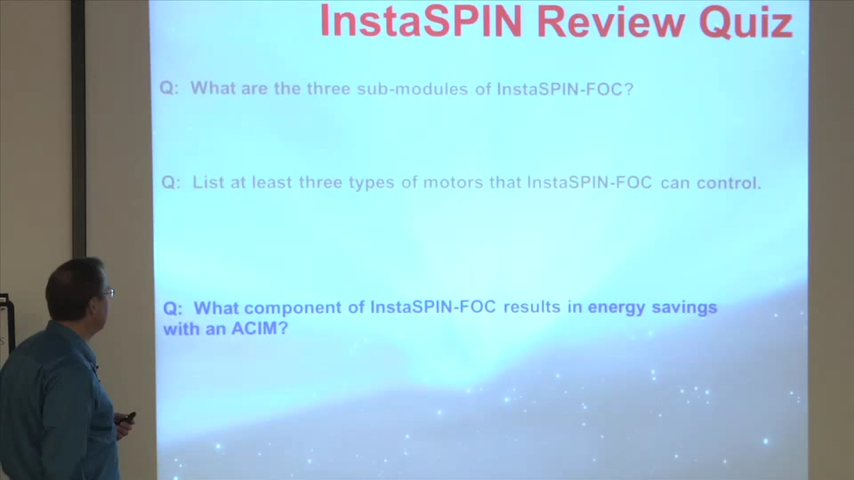 InstaSPIN Review Quiz
Q: What are the three sub-modules of InstaSPIN-FOC?
Q: List at least three types of motors that InstaSPIN-FOC can control.
Q: What component of InstaSPIN-FOC results in energy savings
with an ACIM?